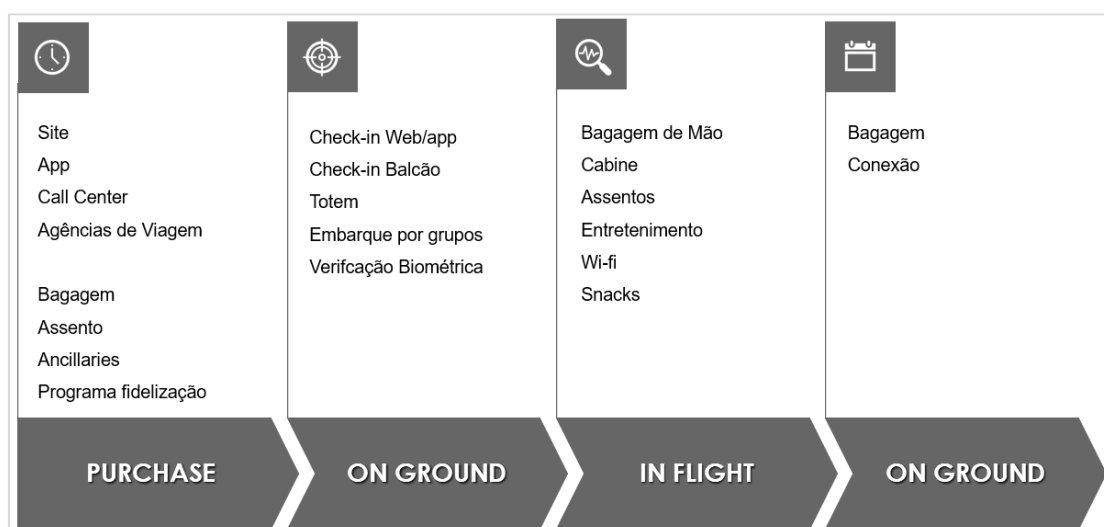 Site
App
Call Center
Agências de Viagem
Bagagem
Assento
Ancillaries
Programa fidelização
PURCHASE
Check-in Web/app
Check-in Balcão
Totem
Embarque por grupos
Verifcação Biométrica
ON GROUND
Bagagem de Mão
Cabine
Assentos
Entretenimento
Wi-fi
Snacks
IN FLIGHT
Bagagem
Conexão
ON GROUND